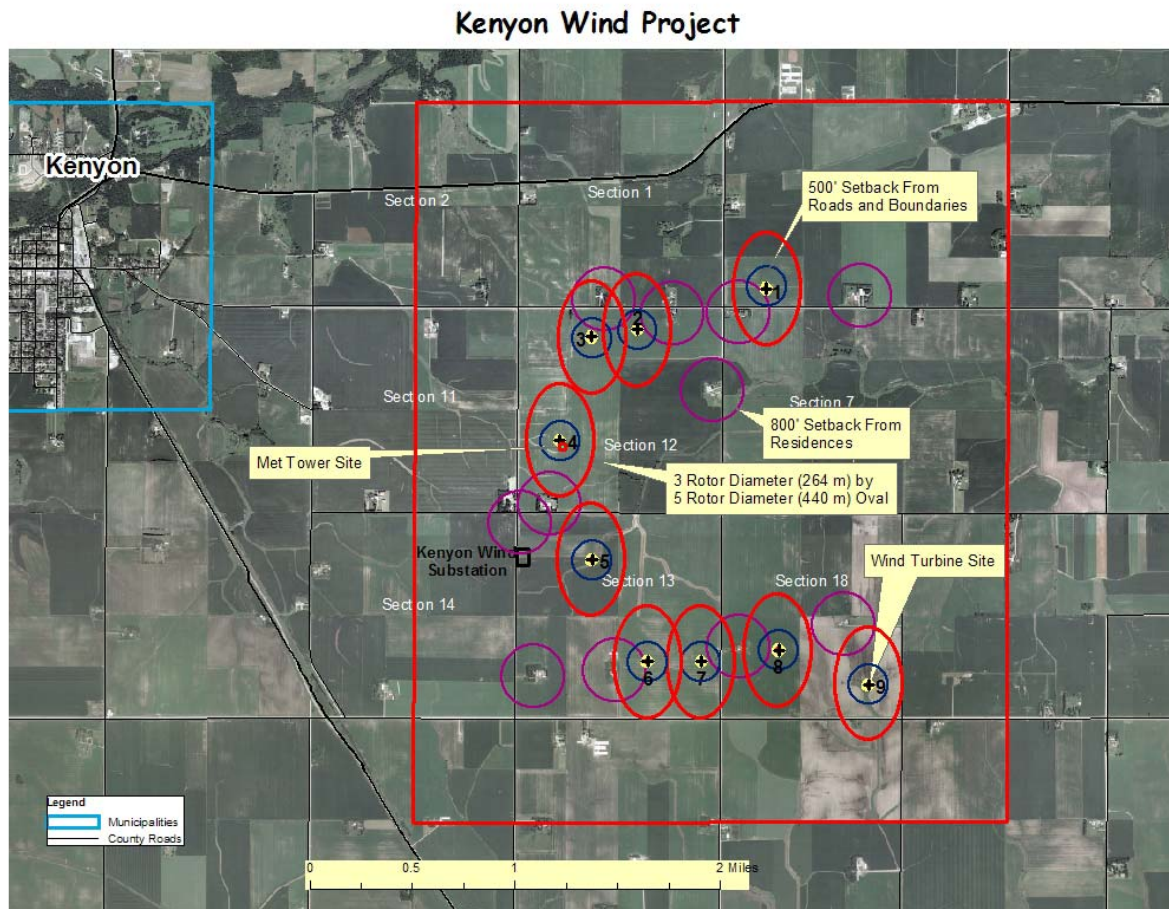 Kenyon Wind Project
Kenyon
Section 2
Section 1
500' Setback From
Roads and Boundaries
1
2
3
Section 11
Section 7
800' Setback From
Residences
4
Section 12
Met Tower Site
3 Rotor Diameter (264 m) by
5 Rotor Diameter (440 m) Oval
Kenyon Wind
Substation
5
Wind Turbine Site
Section 13
Section 18
Section 14
6
7
8
9
Legend
Municipalities
County Roads
0 0.5 1 2 Miles